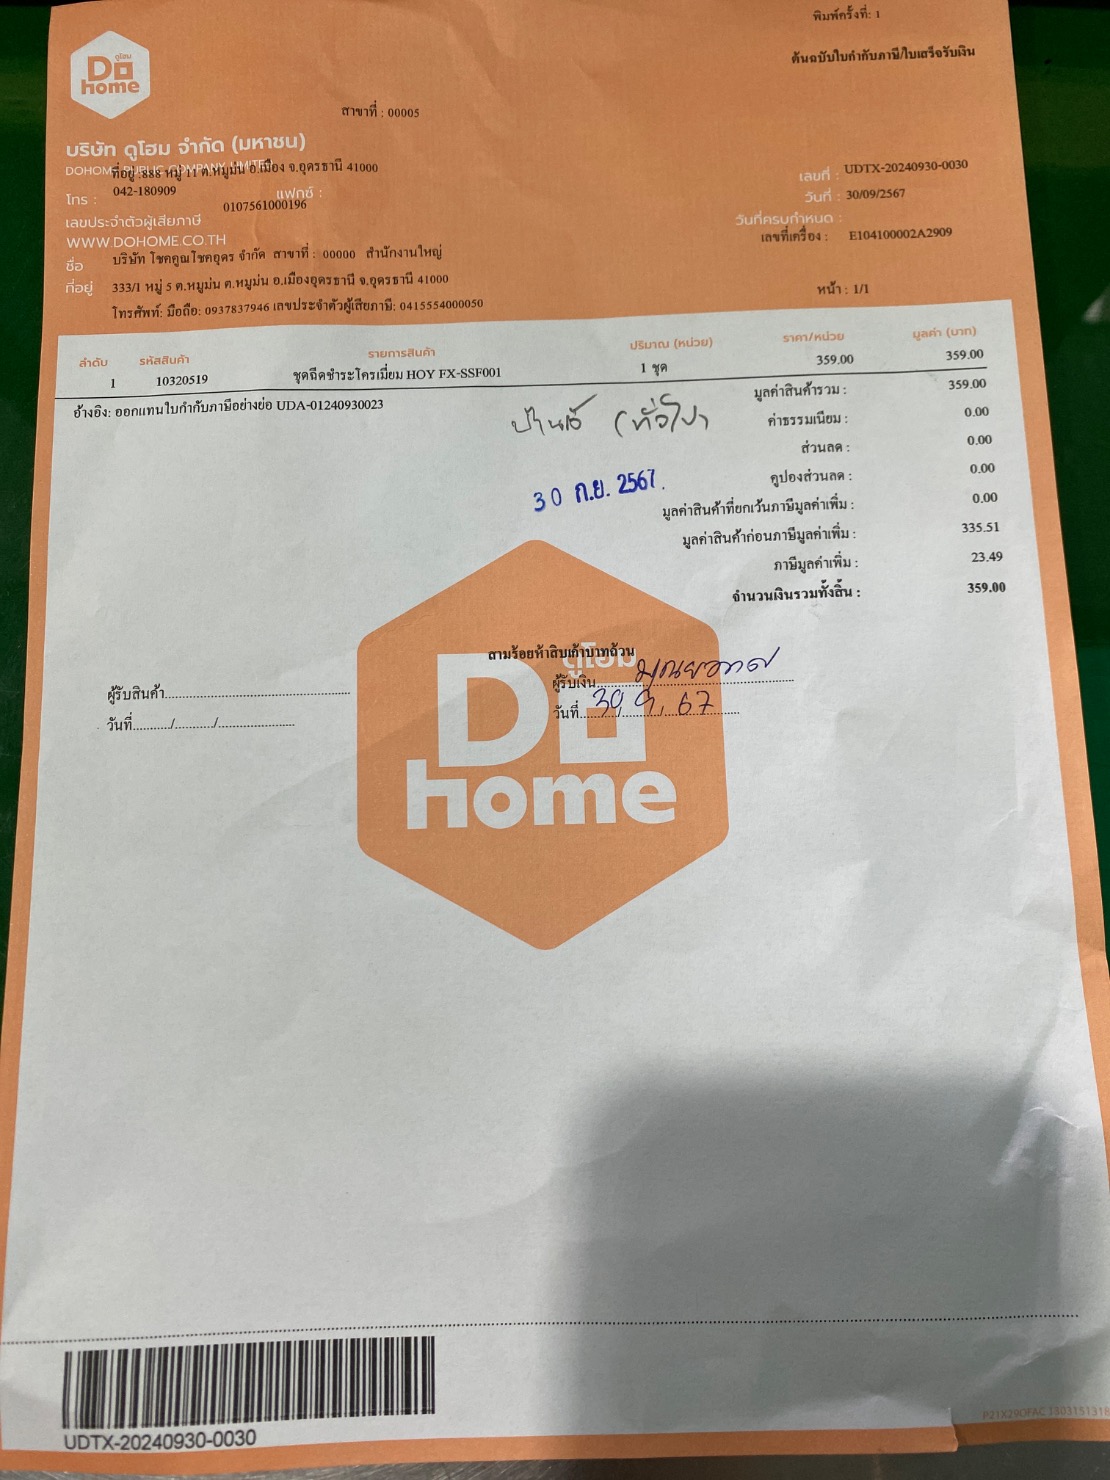 พิมพ์ครั้งที่: 1
ต้นฉบับใบกำกับภาษี/ใบเสร็จรับเงิน
ดูโฮม
Do
home
สาขาที่ : 00005
บริษัท ดูโฮม จำกัด (มหาชน)
DOHOME PUBLIC COMPANY LIMITED
ที่อยู่ :888 หมู่ 11 ต.หมูม่น อ.เมือง จ.อุดรธานี 41000
โทร : 042-180909 แฟกซ์ :
เลขประจำตัวผู้เสียภาษี 0107561000196
WWW.DOHOME.CO.TH
เลขที่ : UDTX-20240930-0030
วันที่ : 30/09/2567
วันที่ครบกำหนด :
เลขที่เครื่อง : E104100002A2909
ชื่อ บริษัท โชคคูณโชคอุดร จำกัด สาขาที่ : 00000 สำนักงานใหญ่
ที่อยู่ 333/1 หมู่ 5 ต.หมูม่น ต.หมูม่น อ.เมืองอุดรธานี จ.อุดรธานี 41000
โทรศัพท์: มือถือ: 0937837946 เลขประจำตัวผู้เสียภาษี: 0415554000050
หน้า : 1/1
ลำดับ รหัสสินค้า รายการสินค้า ปริมาณ (หน่วย) ราคา/หน่วย มูลค่า (บาท)
1 10320519 ชุดฉีดชำระโครเมี่ยม HOY FX-SSF001 1 ชุด 359.00 359.00
อ้างอิง: ออกแทนใบกำกับภาษีอย่างย่อ UDA-01240930023
มูลค่าสินค้ารวม : 359.00
ค่าธรรมเนียม : 0.00
ส่วนลด : 0.00
คูปองส่วนลด : 0.00
30 ก.ย. 2567
มูลค่าสินค้าที่ยกเว้นภาษีมูลค่าเพิ่ม : 0.00
มูลค่าสินค้าก่อนภาษีมูลค่าเพิ่ม : 335.51
ภาษีมูลค่าเพิ่ม : 23.49
จำนวนเงินรวมทั้งสิ้น : 359.00
สามร้อยห้าสิบเก้าบาทถ้วน
ผู้รับสินค้า
ผู้รับเงิน
วันที่.........../.........../
วันที่ 30, 9, 67
ดูโฮม
Do
home
UDTX-20240930-0030